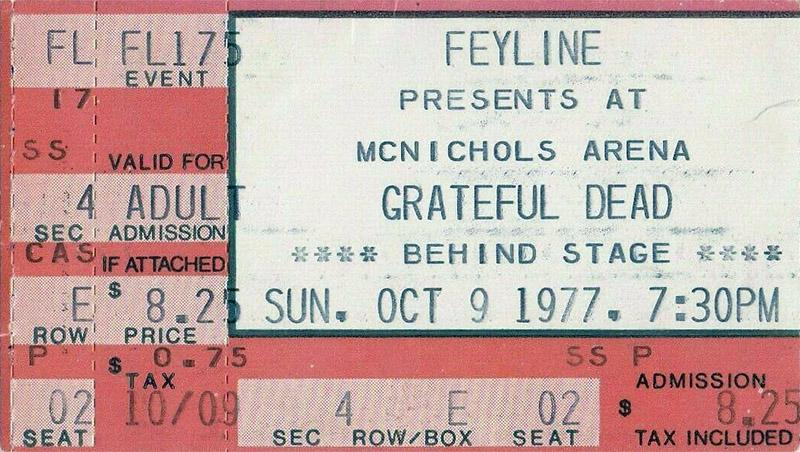 FL FL175
EVENT
17
SS
VALID FOR
4 ADULT
SEC ADMISSION
CAS IF ATTACHED
E $ 8.25
ROW PRICE
P $ 0.75
TAX
02 10/09
SEAT
FEYLINE
PRESENTS AT
MCNICHOLS ARENA
GRATEFUL DEAD
**** BEHIND STAGE ****
SUN. OCT 9 1977. 7:30PM
SS P
4 E 02
SEC ROW/BOX SEAT
ADMISSION
$ 8.25
TAX INCLUDED